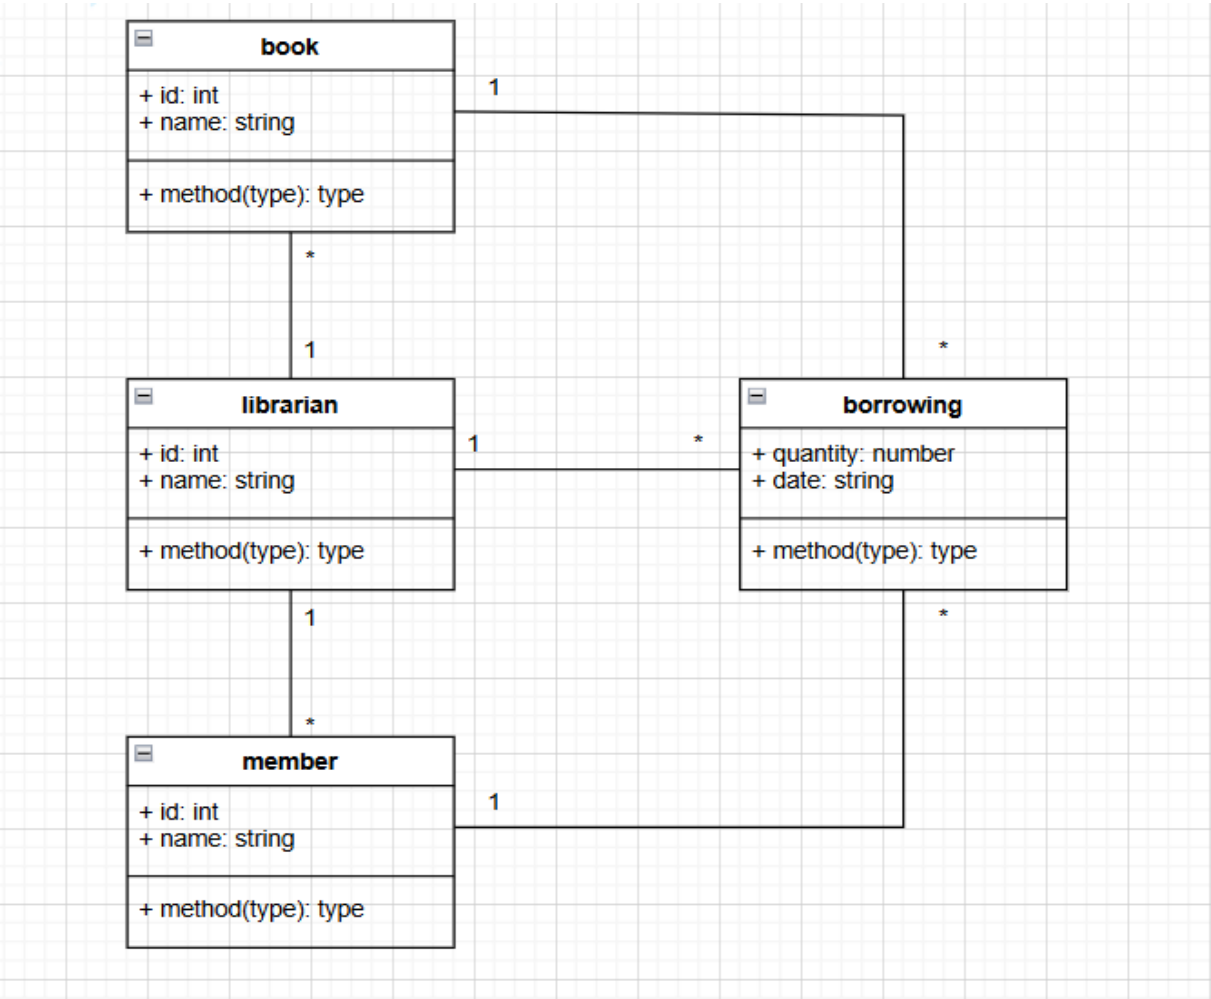 book
+ id: int
+ name: string
+ method(type): type
1
*
*
1
librarian
+ id: int
+ name: string
+ method(type): type
1
*
borrowing
+ quantity: number
+ date: string
+ method(type): type
*
1
*
member
+ id: int
+ name: string
+ method(type): type
1